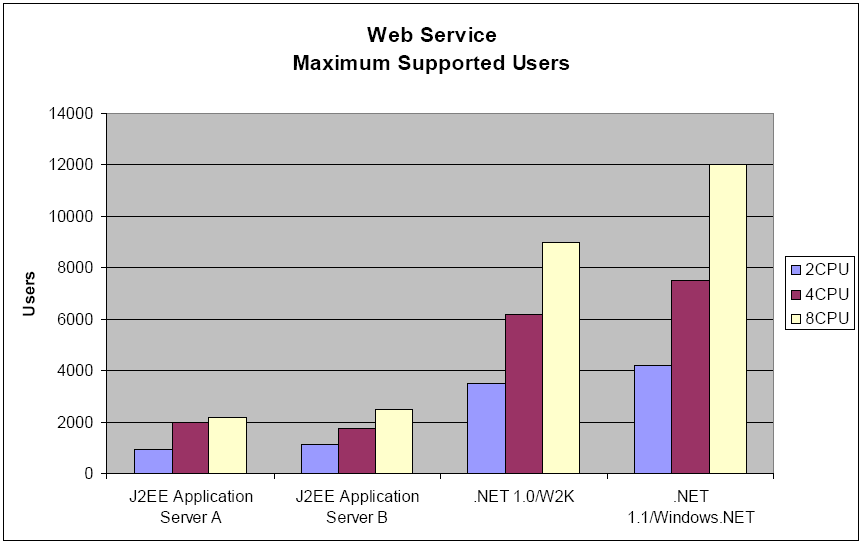 Web Service
Maximum Supported Users
14000
12000
10000
8000
6000
4000
2000
0
Users
2CPU
4CPU
8CPU
J2EE Application
Server A
J2EE Application
Server B
.NET 1.0/W2K
.NET
1.1/Windows.NET